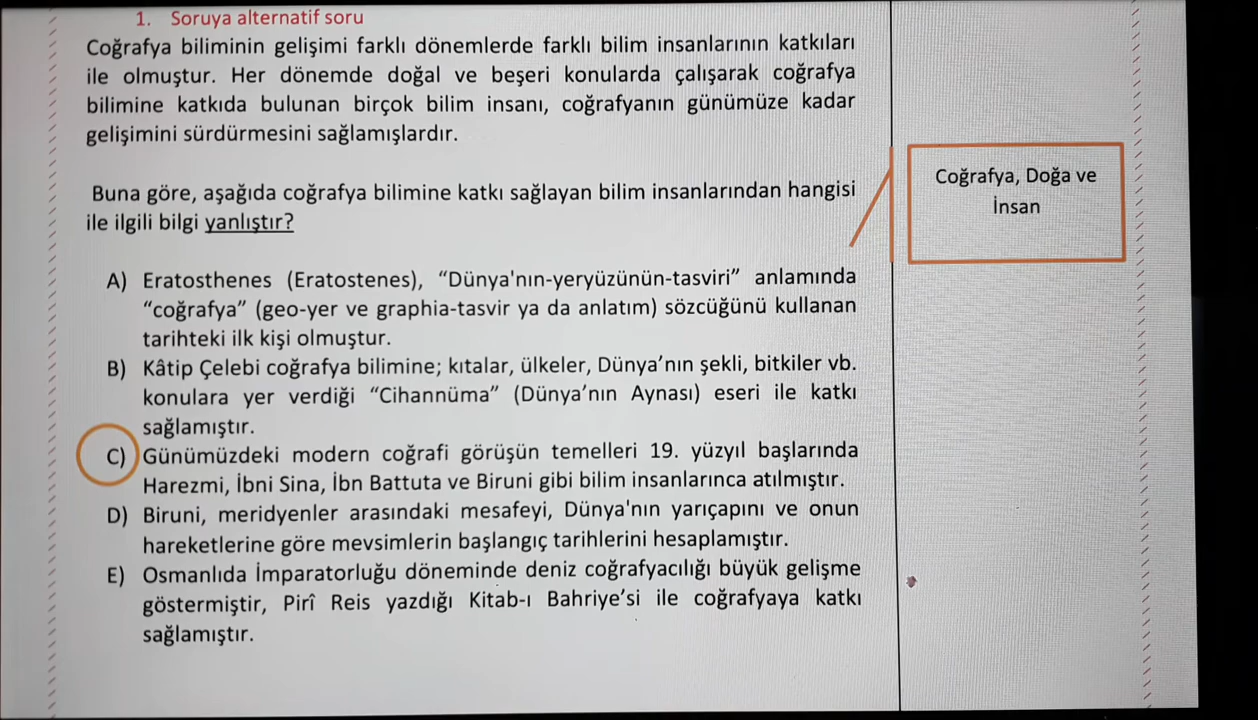 1. Soruya alternatif soru
Coğrafya biliminin gelişimi farklı dönemlerde farklı bilim insanlarının katkıları
ile olmuştur. Her dönemde doğal ve beşeri konularda çalışarak coğrafya
bilimine katkıda bulunan birçok bilim insanı, coğrafyanın günümüze kadar
gelişimini sürdürmesini sağlamışlardır.
Buna göre, aşağıda coğrafya bilimine katkı sağlayan bilim insanlarından hangisi
ile ilgili bilgi yanlıştır?
A) Eratosthenes (Eratostenes), “Dünya'nın-yeryüzünün-tasviri” anlamında
“coğrafya” (geo-yer ve graphia-tasvir ya da anlatım) sözcüğünü kullanan
tarihteki ilk kişi olmuştur.
B) Kâtip Çelebi coğrafya bilimine; kıtalar, ülkeler, Dünya’nın şekli, bitkiler vb.
konulara yer verdiği “Cihannüma” (Dünya’nın Aynası) eseri ile katkı
sağlamıştır.
C) Günümüzdeki modern coğrafi görüşün temelleri 19. yüzyıl başlarında
Harezmi, İbni Sina, İbn Battuta ve Biruni gibi bilim insanlarınca atılmıştır.
D) Biruni, meridyenler arasındaki mesafeyi, Dünya'nın yarıçapını ve onun
hareketlerine göre mevsimlerin başlangıç tarihlerini hesaplamıştır.
E) Osmanlıda İmparatorluğu döneminde deniz coğrafyacılığı büyük gelişme
göstermiştir, Pirî Reis yazdığı Kitab-ı Bahriye’si ile coğrafyaya katkı
sağlamıştır.
Coğrafya, Doğa ve
İnsan